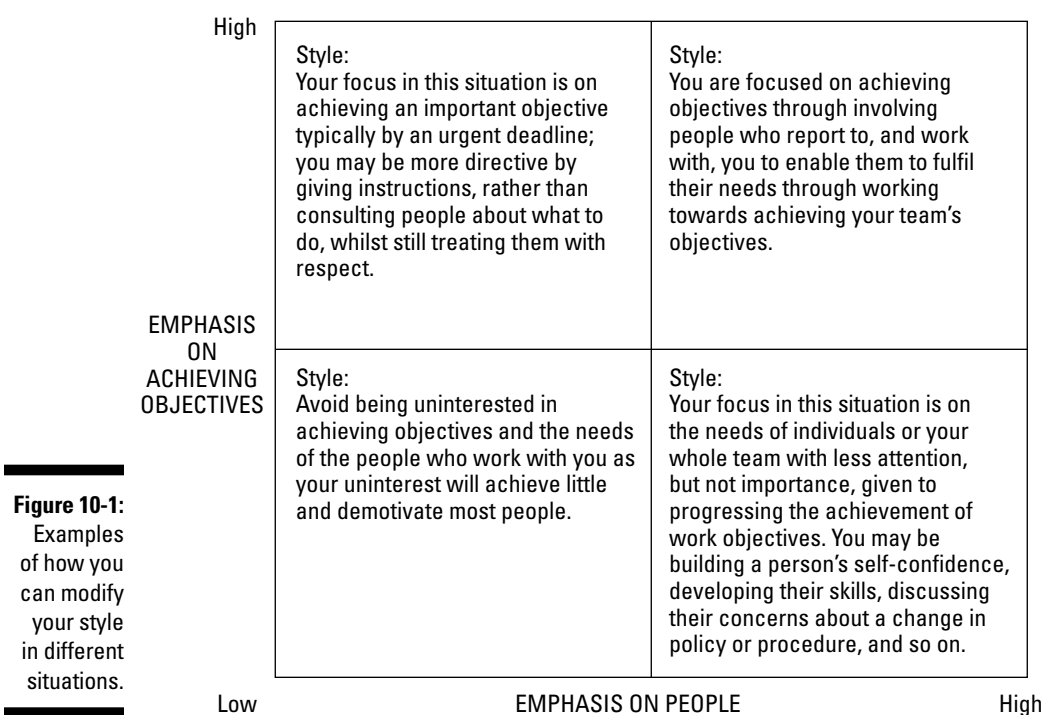 High
Style:
Your focus in this situation is on
achieving an important objective
typically by an urgent deadline;
you may be more directive by
giving instructions, rather than
consulting people about what to
do, whilst still treating them with
respect.
Style:
You are focused on achieving
objectives through involving
people who report to, and work
with, you to enable them to fulfil
their needs through working
towards achieving your team's
objectives.
EMPHASIS
ON
ACHIEVING
OBJECTIVES
Style:
Avoid being uninterested in
achieving objectives and the needs
of the people who work with you as
your uninterest will achieve little
and demotivate most people.
Style:
Your focus in this situation is on
the needs of individuals or your
whole team with less attention,
but not importance, given to
progressing the achievement of
work objectives. You may be
building a person's self-confidence,
developing their skills, discussing
their concerns about a change in
policy or procedure, and so on.
Figure 10-1:
Examples
of how you
can modify
your style
in different
situations.
Low
EMPHASIS ON PEOPLE
High